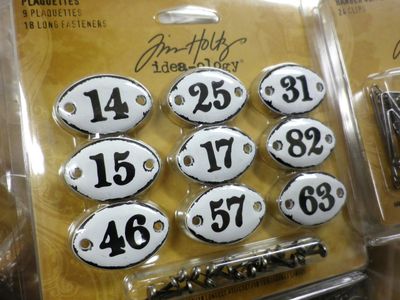 PLAQUETTES
9 PLAQUETTES
18 LONG FASTENERS
Tim Holtz
idea-ology
14 25 31
15 17 82
46 57 63